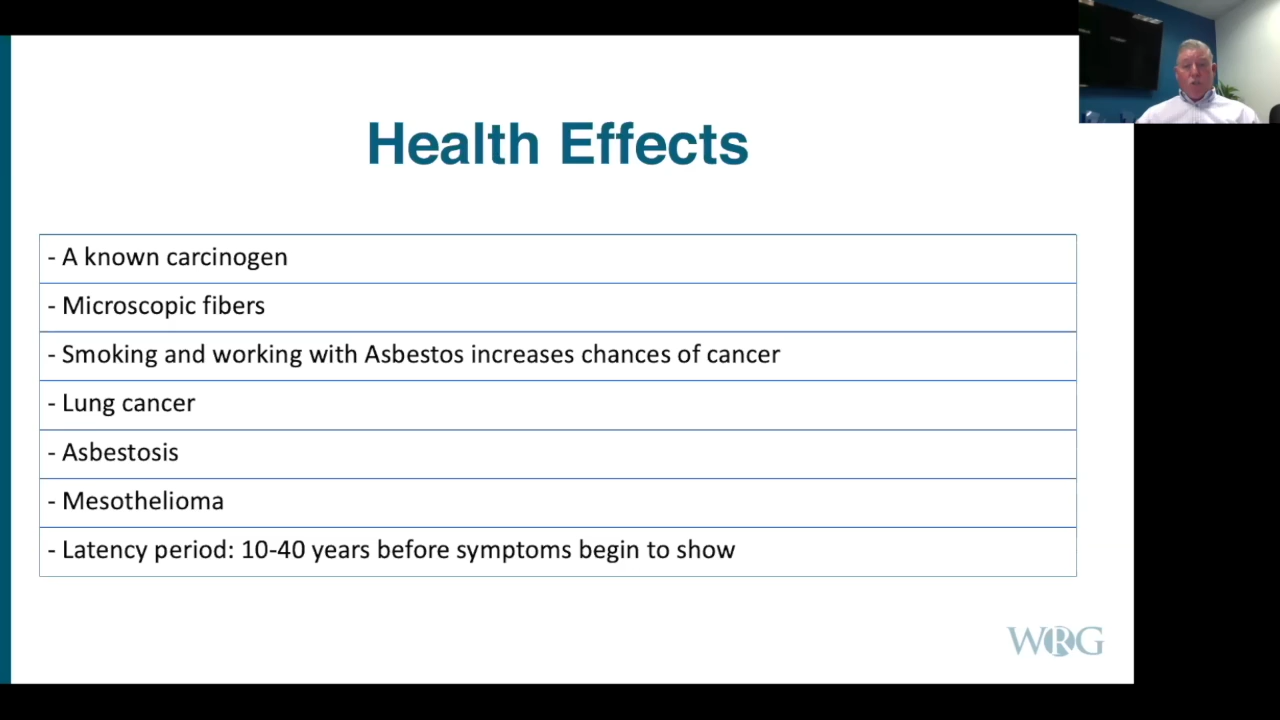 Health Effects
- A known carcinogen
- Microscopic fibers
- Smoking and working with Asbestos increases chances of cancer
- Lung cancer
- Asbestosis
- Mesothelioma
- Latency period: 10-40 years before symptoms begin to show
WRG